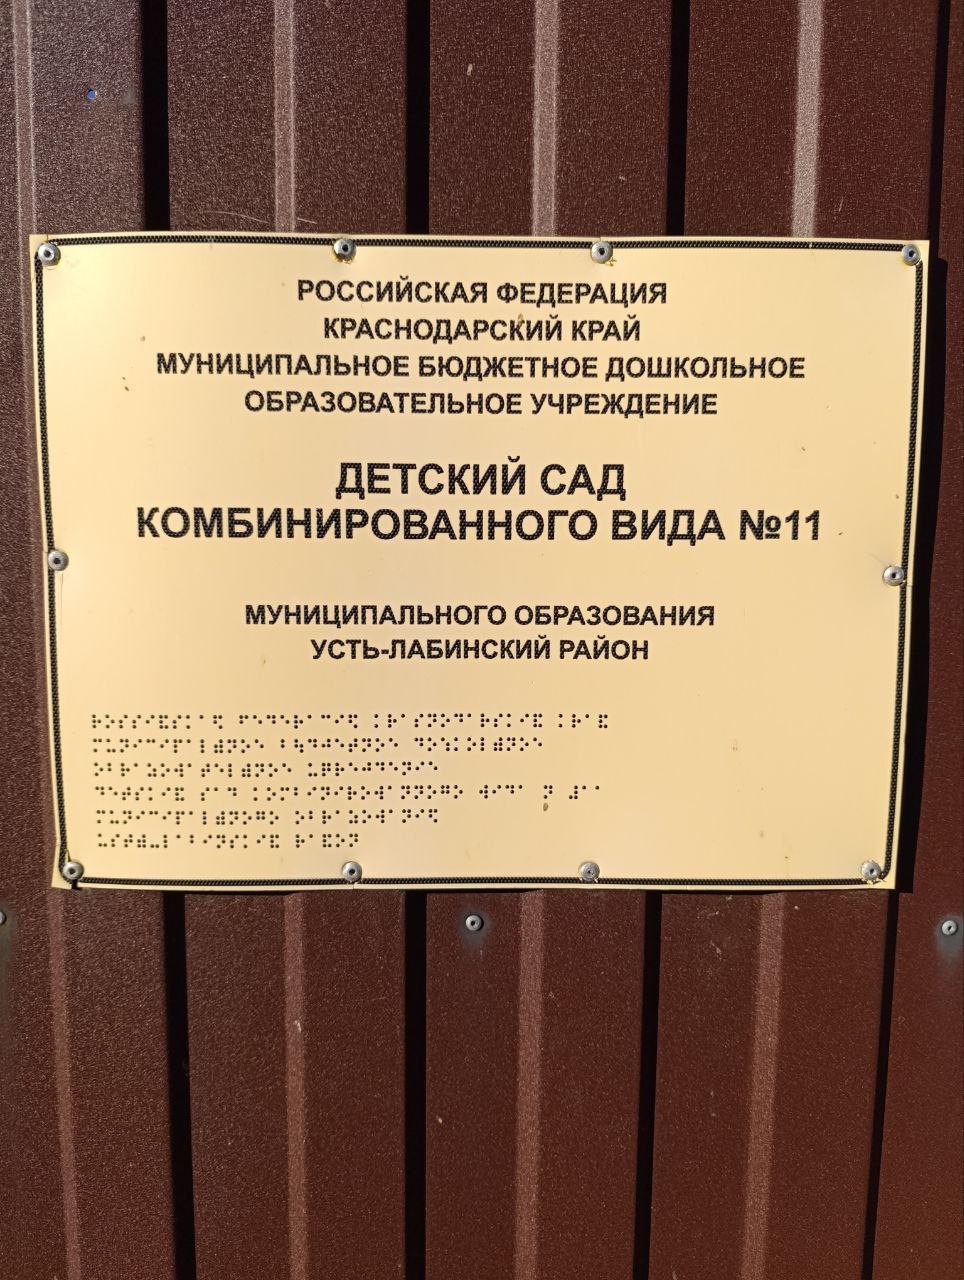 РОССИЙСКАЯ ФЕДЕРАЦИЯ
КРАСНОДАРСКИЙ КРАЙ
МУНИЦИПАЛЬНОЕ БЮДЖЕТНОЕ ДОШКОЛЬНОЕ
ОБРАЗОВАТЕЛЬНОЕ УЧРЕЖДЕНИЕ
ДЕТСКИЙ САД
КОМБИНИРОВАННОГО ВИДА №11
МУНИЦИПАЛЬНОГО ОБРАЗОВАНИЯ
УСТЬ-ЛАБИНСКИЙ РАЙОН